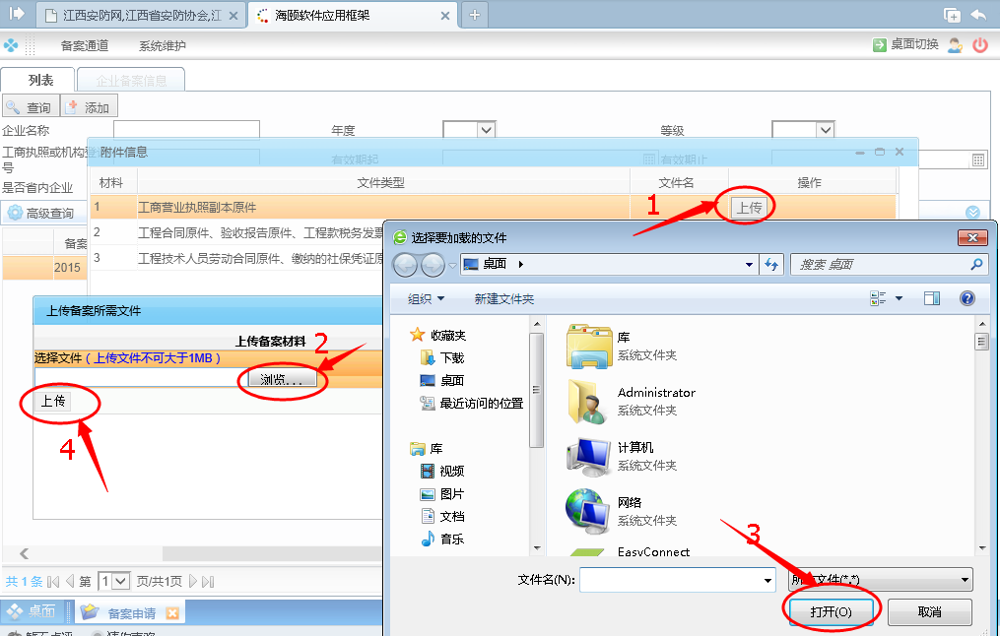 江西安防网,江西省安防协会,江
海颐软件应用框架
备案通道
系统维护
桌面切换
列表
企业备案信息
查询
添加
企业名称
年度
等级
工商执照或机构
号
附件信息
有效期起
有效期止
是否省内企业
材料
文件类型
文件名
操作
高级查询
1
工商营业执照副本原件
上传
1
2
工程合同原件、验收报告原件、工程款税务发票
3
工程技术人员劳动合同原件、缴纳的社保凭证原
备案
2015
选择要加载的文件
桌面
搜索 桌面
组织
新建文件夹
收藏夹
下载
桌面
最近访问的位置
库
视频
图片
文档
音乐
库
系统文件夹
Administrator
系统文件夹
计算机
系统文件夹
网络
系统文件夹
EasyConnect
上传备案所需文件
上传备案材料
2
选择文件（上传文件不可大于1MB）
浏览...
上传
4
3
文件名(N):
所有文件(*.*)
打开(O)
取消
共 1 条
第
1
页/共1页
桌面
备案申请